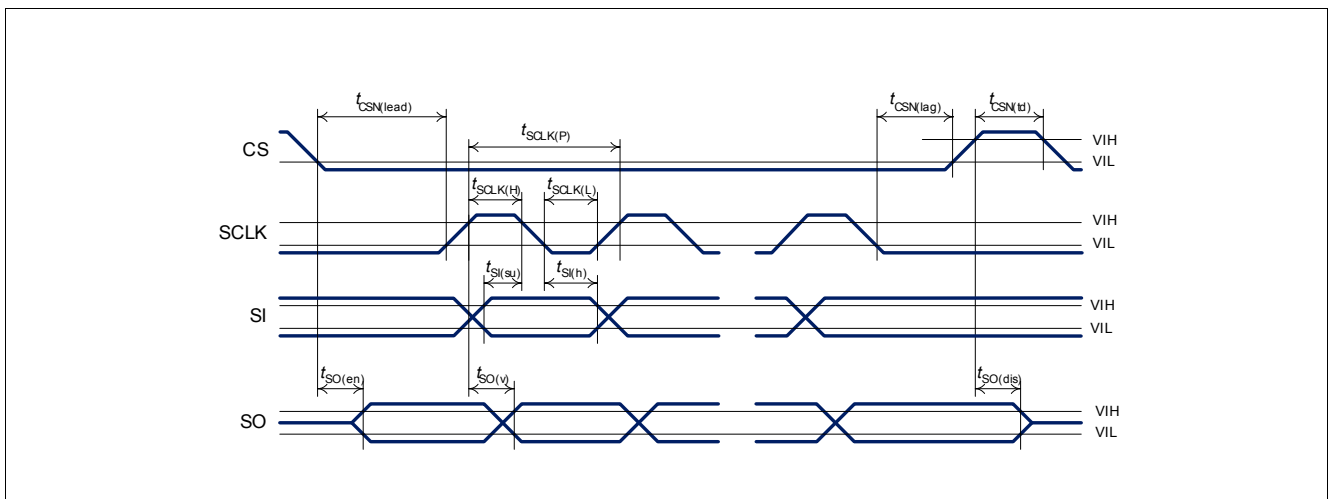 tCSN(lead)
tCSN(lag)
tCSN(td)
tSCLK(P)
CS
VIH
VIL
tSCLK(H)
tSCLK(L)
SCLK
VIH
VIL
tSI(su)
tSI(h)
SI
VIH
VIL
tSO(en)
tSO(v)
tSO(dis)
SO
VIH
VIL